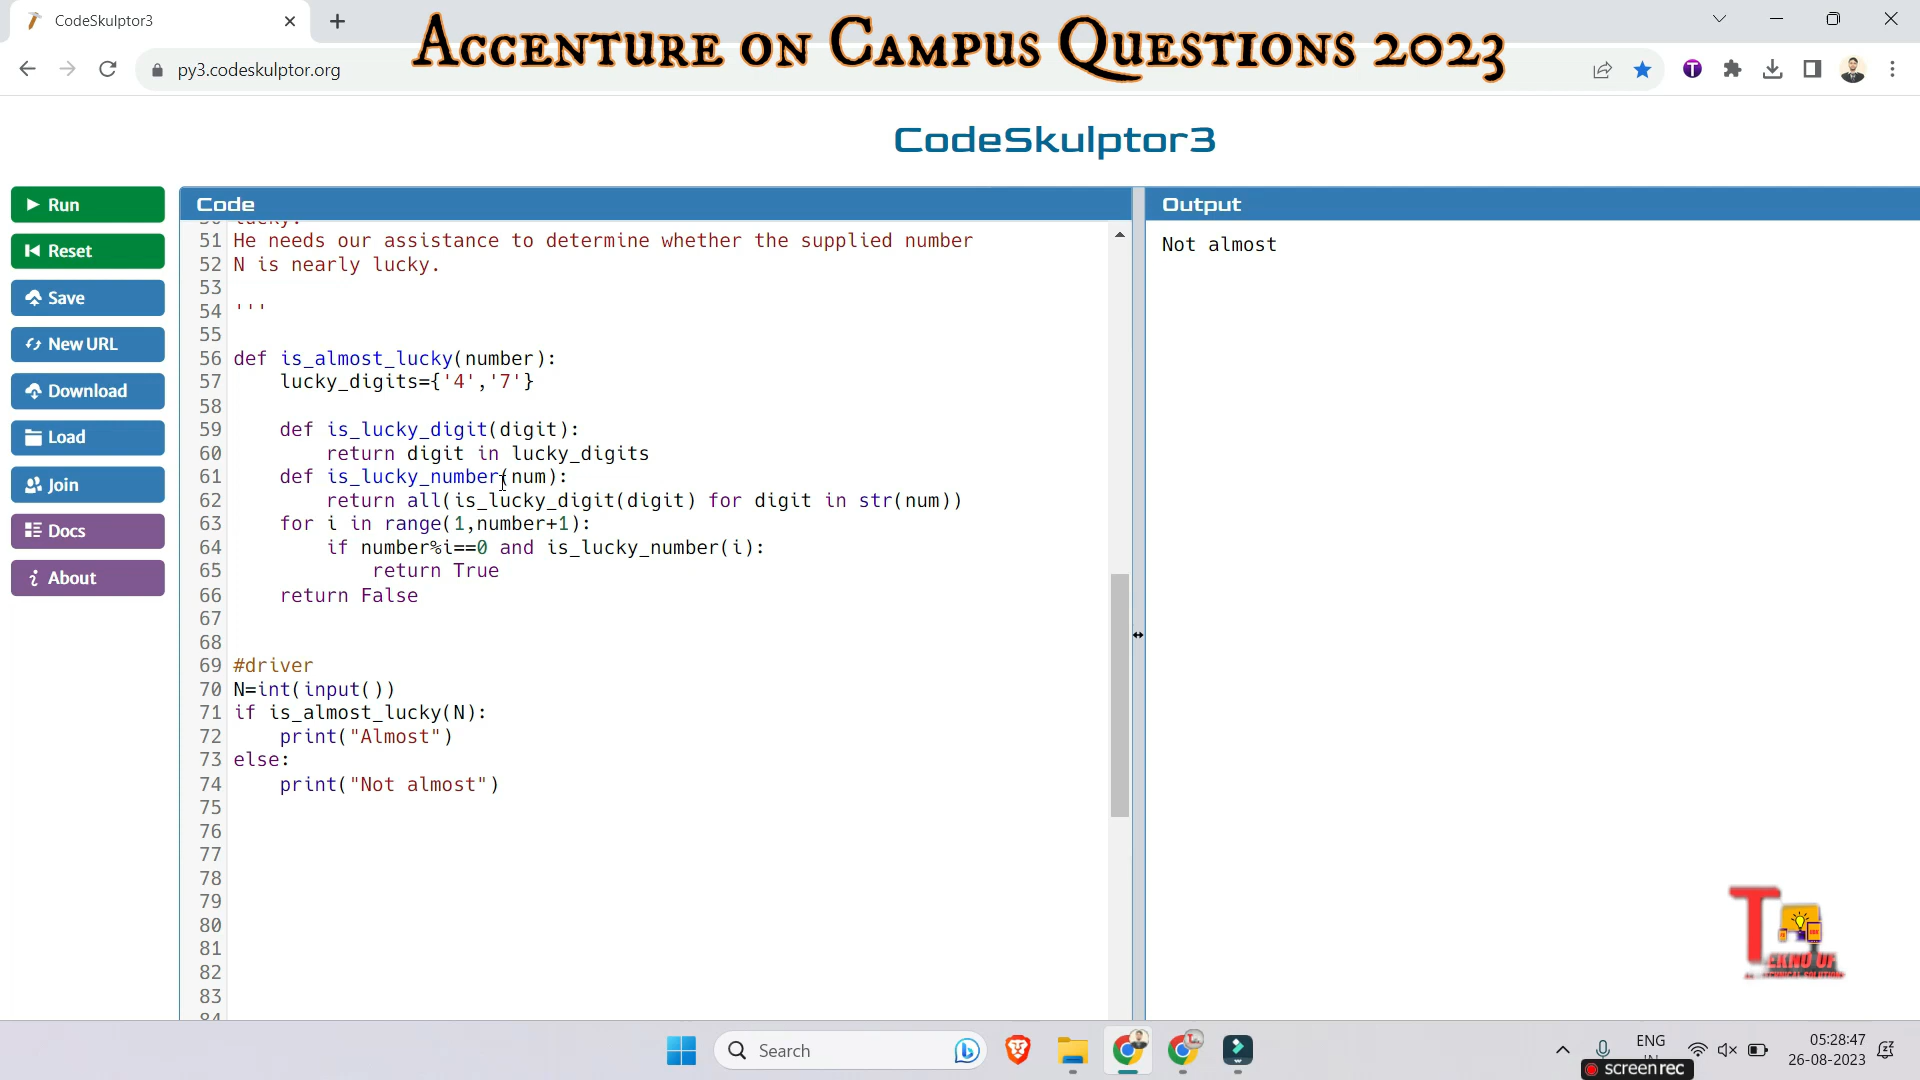 CodeSkulptor3
Accenture on Campus Questions 2023
py3.codeskulptor.org
CodeSkulptor3
Run
Reset
Save
New URL
Download
Load
Join
Docs
About
Code
51 He needs our assistance to determine whether the supplied number
52 N is nearly lucky.
53
54 '''
55
56 def is_almost_lucky(number):
57 lucky_digits={'4','7'}
58
59 def is_lucky_digit(digit):
60 return digit in lucky_digits
61 def is_lucky_number(num):
62 return all(is_lucky_digit(digit) for digit in str(num))
63 for i in range(1,number+1):
64 if number%i==0 and is_lucky_number(i):
65 return True
66 return False
67
68
69 #driver
70 N=int(input())
71 if is_almost_lucky(N):
72 print("Almost")
73 else:
74 print("Not almost")
75
76
77
78
79
80
81
82
83
84
Output
Not almost
Search
ENG
05:28:47
26-08-2023
screenrec